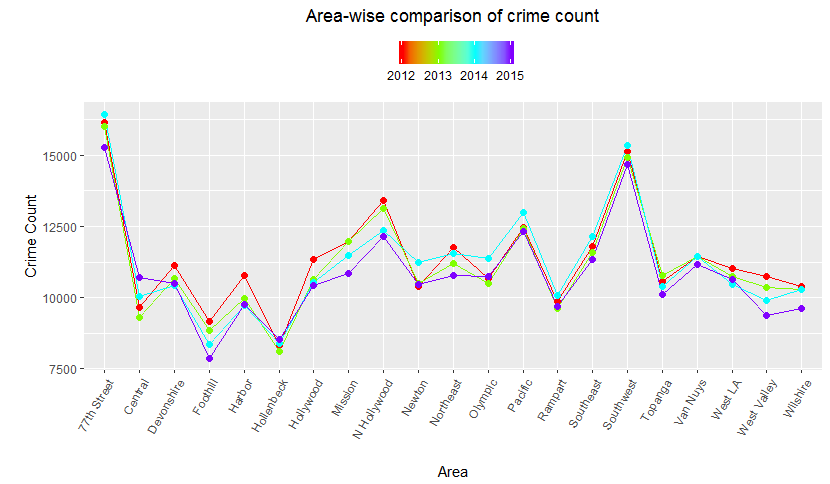 Area-wise comparison of crime count
2012 2013 2014 2015
Crime Count
15000
12500
10000
7500
77th Street
Central
Devonshire
Foothill
Harbor
Hollenbeck
Hollywood
Mission
N Hollywood
Newton
Northeast
Olympic
Pacific
Rampart
Southeast
Southwest
Topanga
Van Nuys
West LA
West Valley
Wilshire
Area